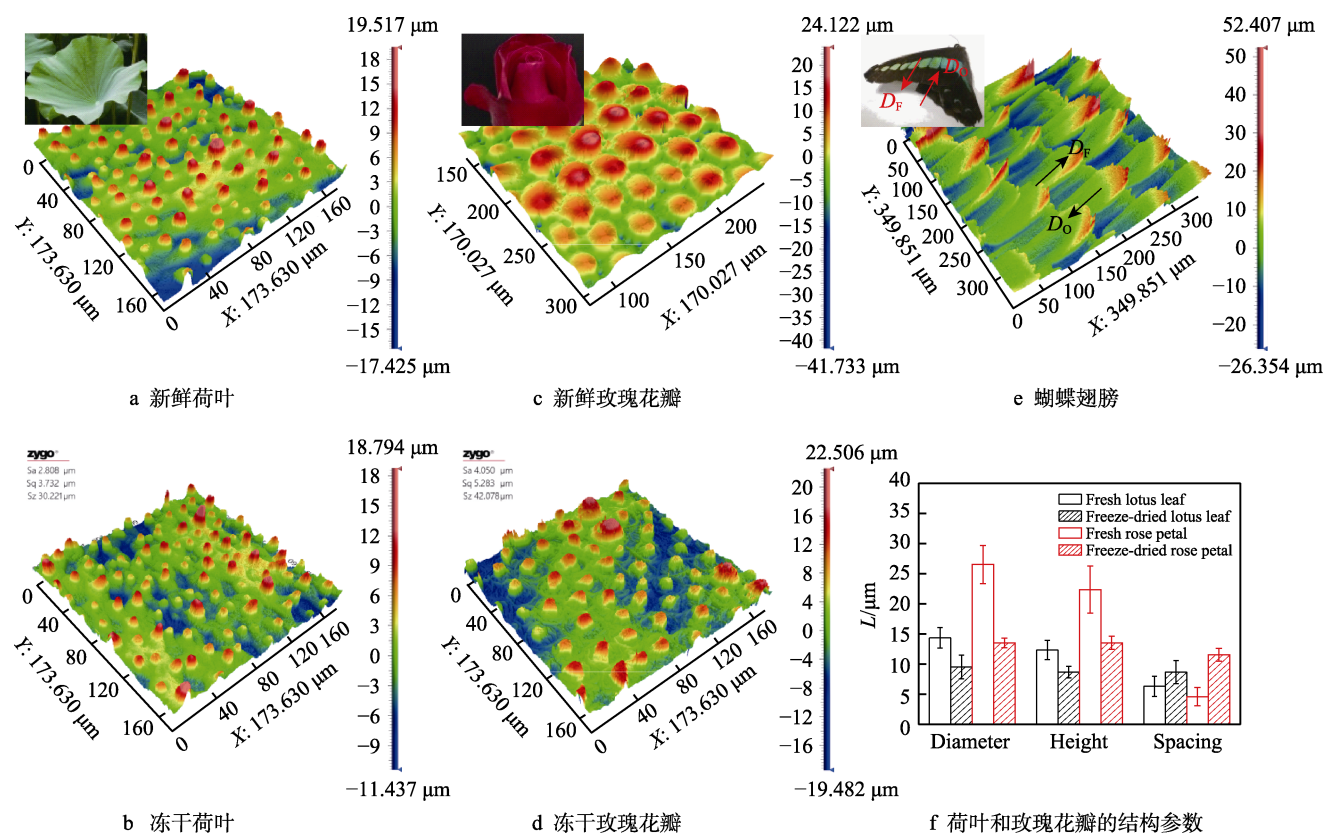 19.517 μm
18
15
12
9
6
3
0
−3
−6
−9
−12
−15
−17.425 μm
0
40
80
120
160
Y: 173.630 μm
0
40
80
120
160
X: 173.630 μm
a 新鲜荷叶
24.122 μm
20
15
10
5
0
−5
−10
−15
−20
−25
−30
−35
−40
−41.733 μm
150
200
250
300
Y: 170.027 μm
100
150
200
X: 170.027 μm
c 新鲜玫瑰花瓣
52.407 μm
50
40
30
20
10
0
−10
−20
−26.354 μm
DO
DF
DF
DO
0
50
100
150
200
250
300
Y: 349.851 μm
0
50
100
150
200
250
300
X: 349.851 μm
e 蝴蝶翅膀
zygo
Sa 2.808 μm
Sq 3.732 μm
Sz 30.221 μm
18.794 μm
18
15
12
9
6
3
0
−3
−6
−9
−11.437 μm
0
40
80
120
160
Y: 173.630 μm
0
40
80
120
160
X: 173.630 μm
b 冻干荷叶
zygo
Sa 4.050 μm
Sq 5.283 μm
Sz 42.078 μm
22.506 μm
20
16
12
8
4
0
−4
−8
−12
−16
−19.482 μm
0
40
80
120
160
Y: 173.630 μm
0
40
80
120
160
X: 173.630 μm
d 冻干玫瑰花瓣
40
35
30
25
20
15
10
5
0
L/μm
Fresh lotus leaf
Freeze-dried lotus leaf
Fresh rose petal
Freeze-dried rose petal
Diameter Height Spacing
f 荷叶和玫瑰花瓣的结构参数